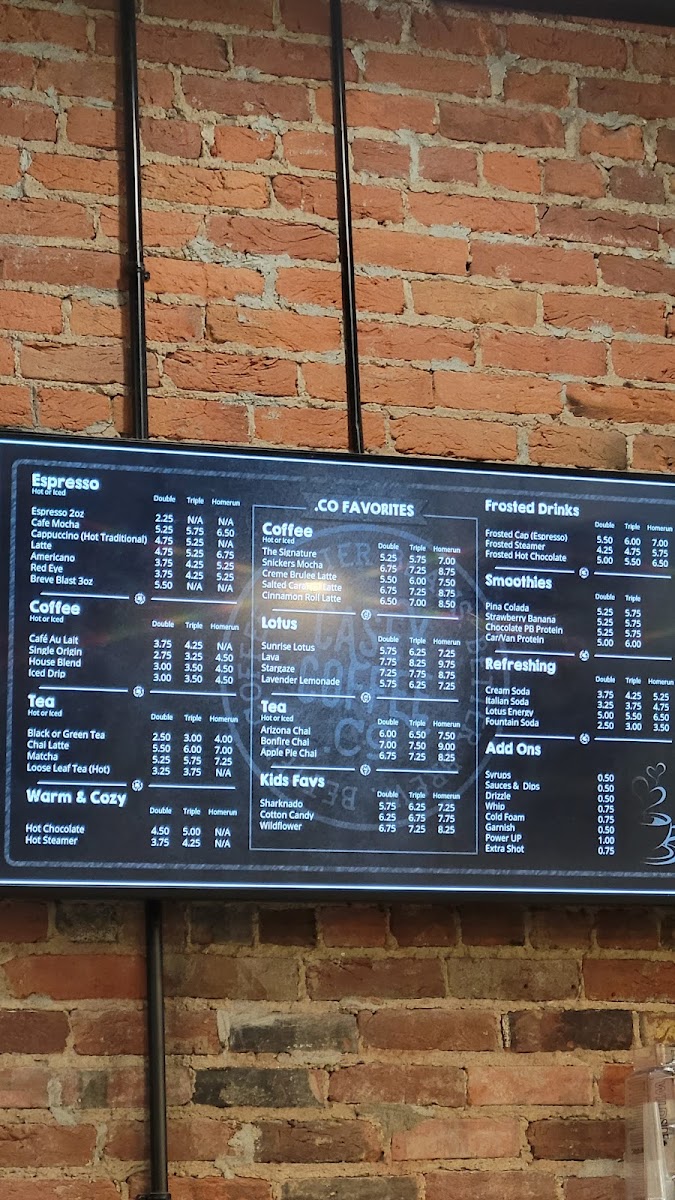 Espresso
Hot or Iced
Double Triple Homerun
Espresso 2oz 2.25 N/A N/A
Cafe Mocha 5.25 5.75 6.50
Cappuccino (Hot Traditional) 4.75 5.25 N/A
Latte 4.75 5.25 6.75
Americano 3.75 4.25 5.25
Red Eye 3.75 4.25 5.25
Breve Blast 3oz 5.50 N/A N/A
Coffee
Hot or Iced
Double Triple Homerun
Café Au Lait 3.75 4.25 N/A
Single Origin 2.75 3.25 4.50
House Blend 3.00 3.50 4.50
Iced Drip 3.00 3.50 4.50
Tea
Hot or Iced
Double Triple Homerun
Black or Green Tea 2.50 3.00 4.00
Chai Latte 5.50 6.00 7.00
Matcha 5.25 5.75 7.25
Loose Leaf Tea (Hot) 3.25 3.75 N/A
Warm & Cozy
Double Triple Homerun
Hot Chocolate 4.50 5.00 N/A
Hot Steamer 3.75 4.25 N/A
.CO FAVORITES
Coffee
Hot or Iced
Double Triple Homerun
The Signature 5.25 5.75 7.00
Snickers Mocha 6.75 7.25 8.75
Creme Brulee Latte 5.50 6.00 7.50
Salted Caramel Latte 6.75 7.25 8.75
Cinnamon Roll Latte 6.50 7.00 8.50
Lotus
Double Triple Homerun
Sunrise Lotus 5.75 6.25 7.25
Lava 7.75 8.25 9.75
Stargaze 7.25 7.75 8.75
Lavender Lemonade 5.75 6.25 7.25
Tea
Hot or Iced
Double Triple Homerun
Arizona Chai 6.00 6.50 7.50
Bonfire Chai 7.00 7.50 9.00
Apple Pie Chai 6.75 7.25 8.25
Kids Favs
Double Triple Homerun
Sharknado 5.75 6.25 7.25
Cotton Candy 6.25 6.75 7.75
Wildflower 6.75 7.25 8.25
Frosted Drinks
Double Triple Homerun
Frosted Cap (Espresso) 5.50 6.00 7.00
Frosted Steamer 4.25 4.75 5.75
Frosted Hot Chocolate 5.00 5.50 6.50
Smoothies
Double Triple
Pina Colada 5.25 5.75
Strawberry Banana 5.25 5.75
Chocolate PB Protein 5.25 5.75
Car/Van Protein 5.00 6.00
Refreshing
Double Triple Homerun
Cream Soda 3.75 4.25 5.25
Italian Soda 3.25 3.75 4.75
Lotus Energy 5.00 5.50 6.50
Fountain Soda 2.50 3.00 3.50
Add Ons
Syrups 0.50
Sauces & Dips 0.50
Drizzle 0.50
Whip 0.75
Cold Foam 0.75
Garnish 0.50
Power UP 1.00
Extra Shot 0.75